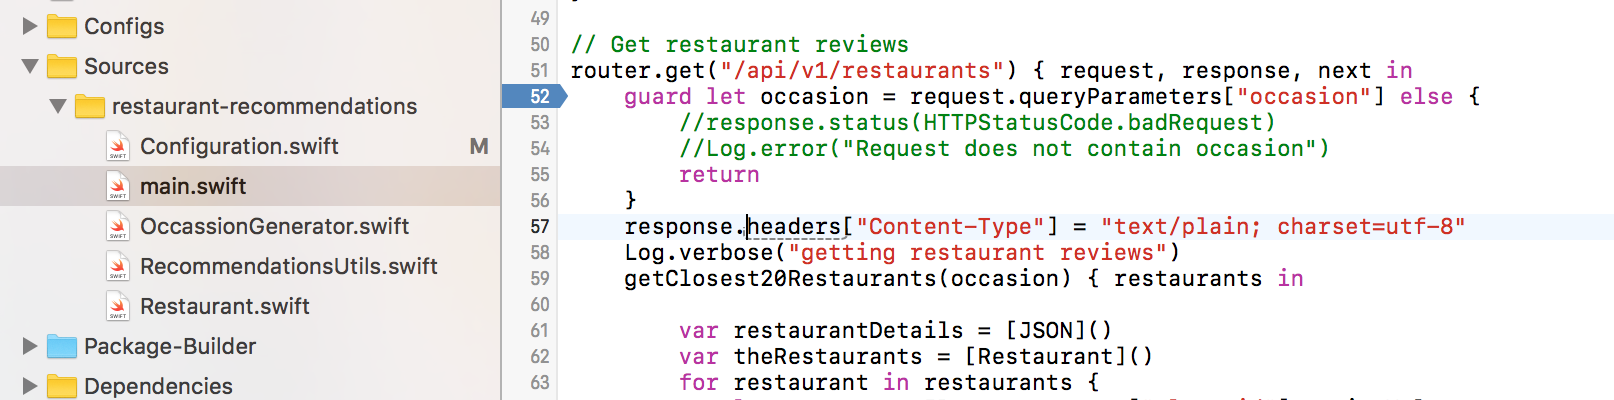 Configs
Sources
restaurant-recommendations
Configuration.swift M
main.swift
OccassionGenerator.swift
RecommendationsUtils.swift
Restaurant.swift
Package-Builder
Dependencies
49
50 // Get restaurant reviews
51 router.get("/api/v1/restaurants") { request, response, next in
52 guard let occasion = request.queryParameters["occasion"] else {
53 //response.status(HTTPStatusCode.badRequest)
54 //Log.error("Request does not contain occasion")
55 return
56 }
57 response.headers["Content-Type"] = "text/plain; charset=utf-8"
58 Log.verbose("getting restaurant reviews")
59 getClosest20Restaurants(occasion) { restaurants in
60
61 var restaurantDetails = [JSON]()
62 var theRestaurants = [Restaurant]()
63 for restaurant in restaurants {